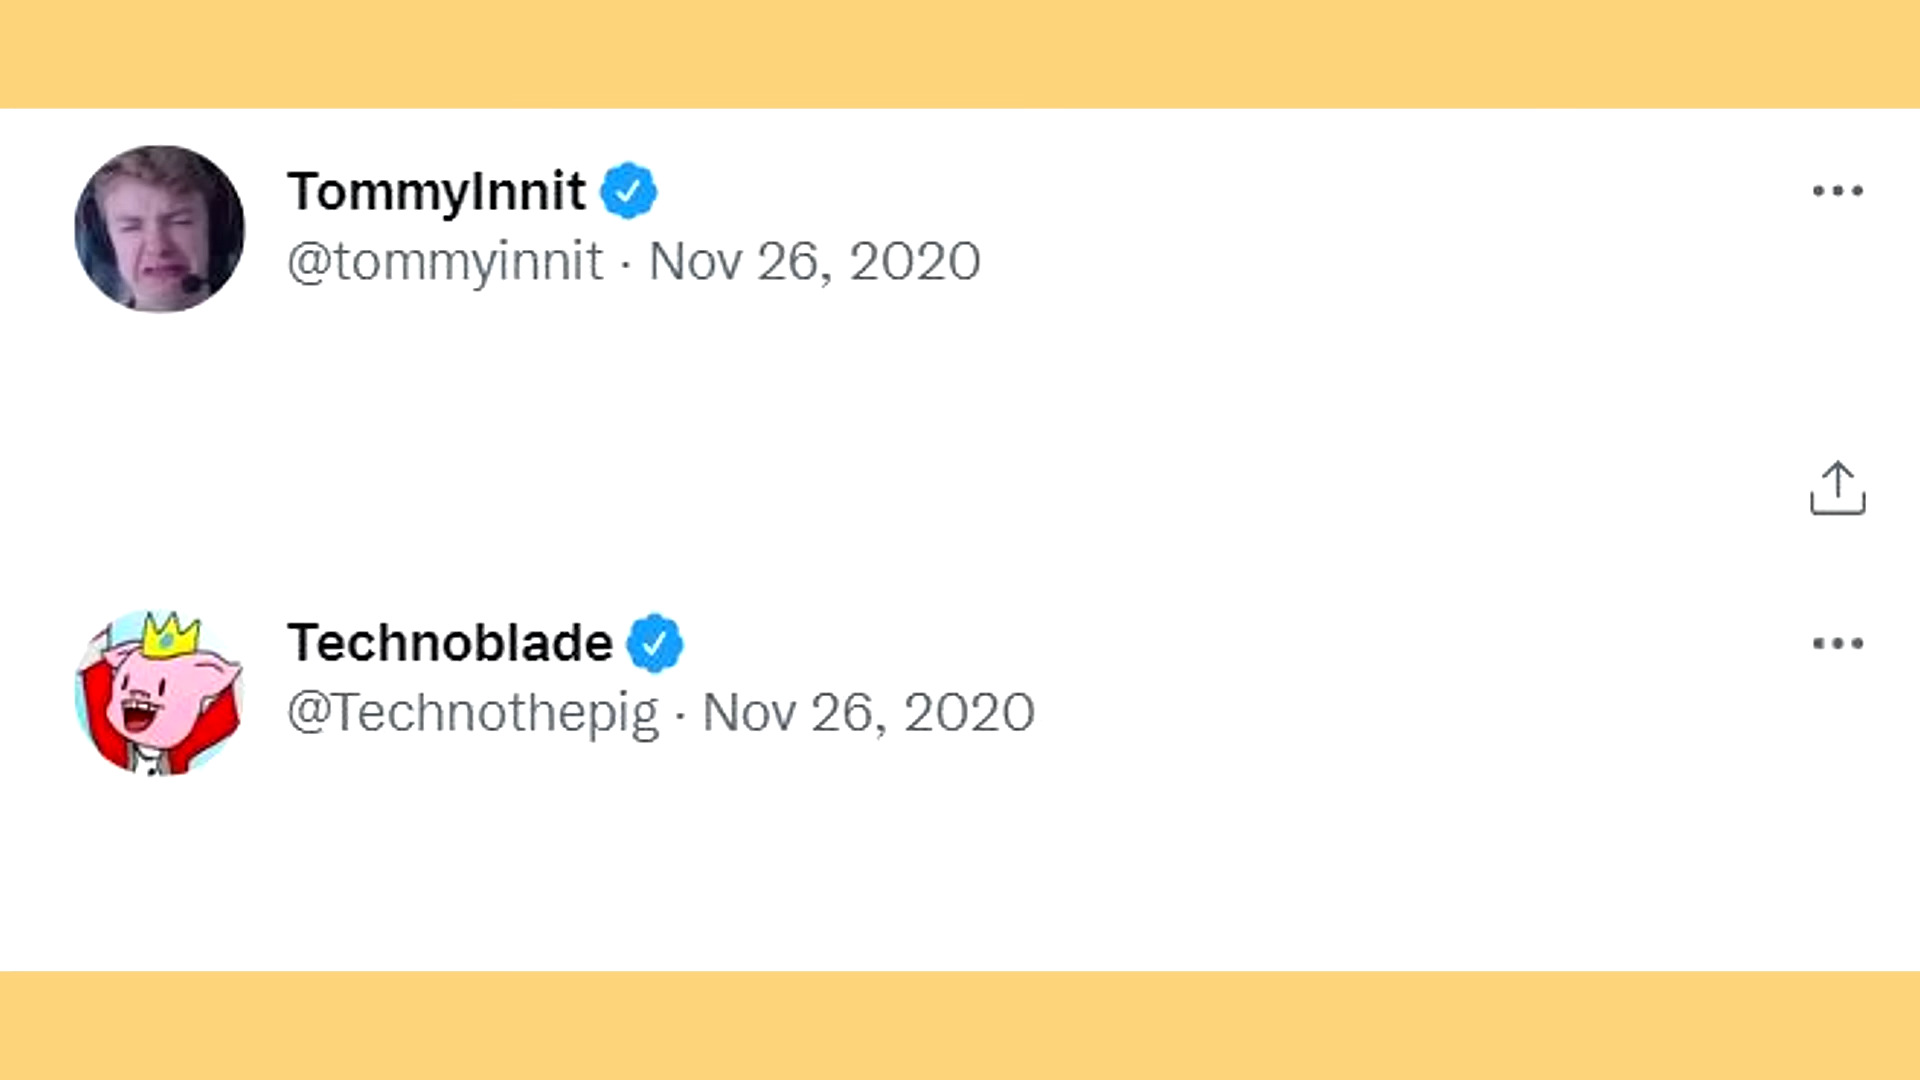 TommyInnit
@tommyinnit · Nov 26, 2020
Technoblade
@Technothepig · Nov 26, 2020